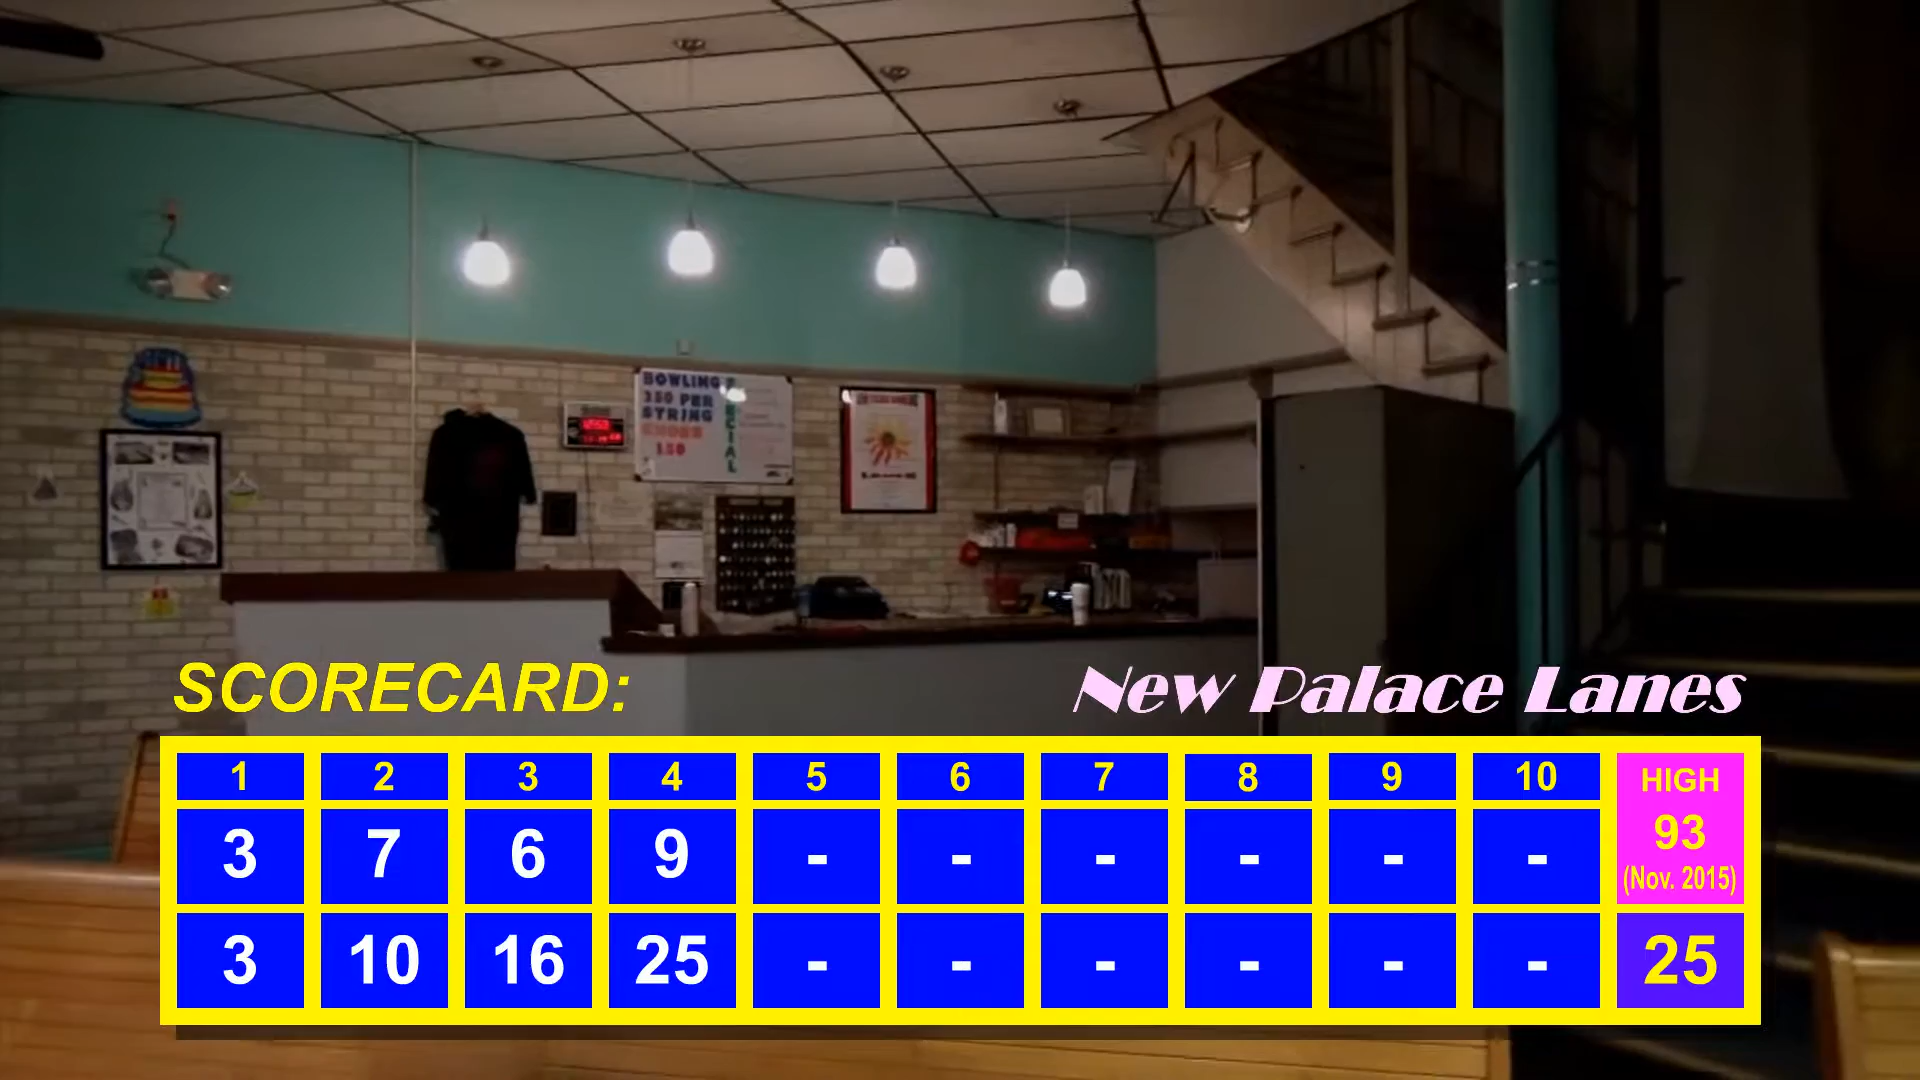 BOWLING
PER
STRING
SPECIAL
SCORECARD:
New Palace Lanes
1 2 3 4 5 6 7 8 9 10 HIGH
3 7 6 9 - - - - - - 93
(Nov. 2015)
3 10 16 25 - - - - - - 25